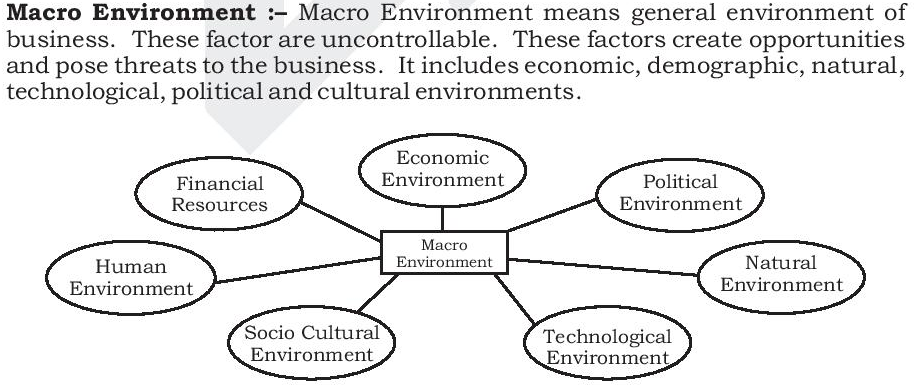 Macro Environment :– Macro Environment means general environment of
business. These factor are uncontrollable. These factors create opportunities
and pose threats to the business. It includes economic, demographic, natural,
technological, political and cultural environments.
Economic
Environment
Financial
Resources
Political
Environment
Macro
Environment
Human
Environment
Natural
Environment
Socio Cultural
Environment
Technological
Environment